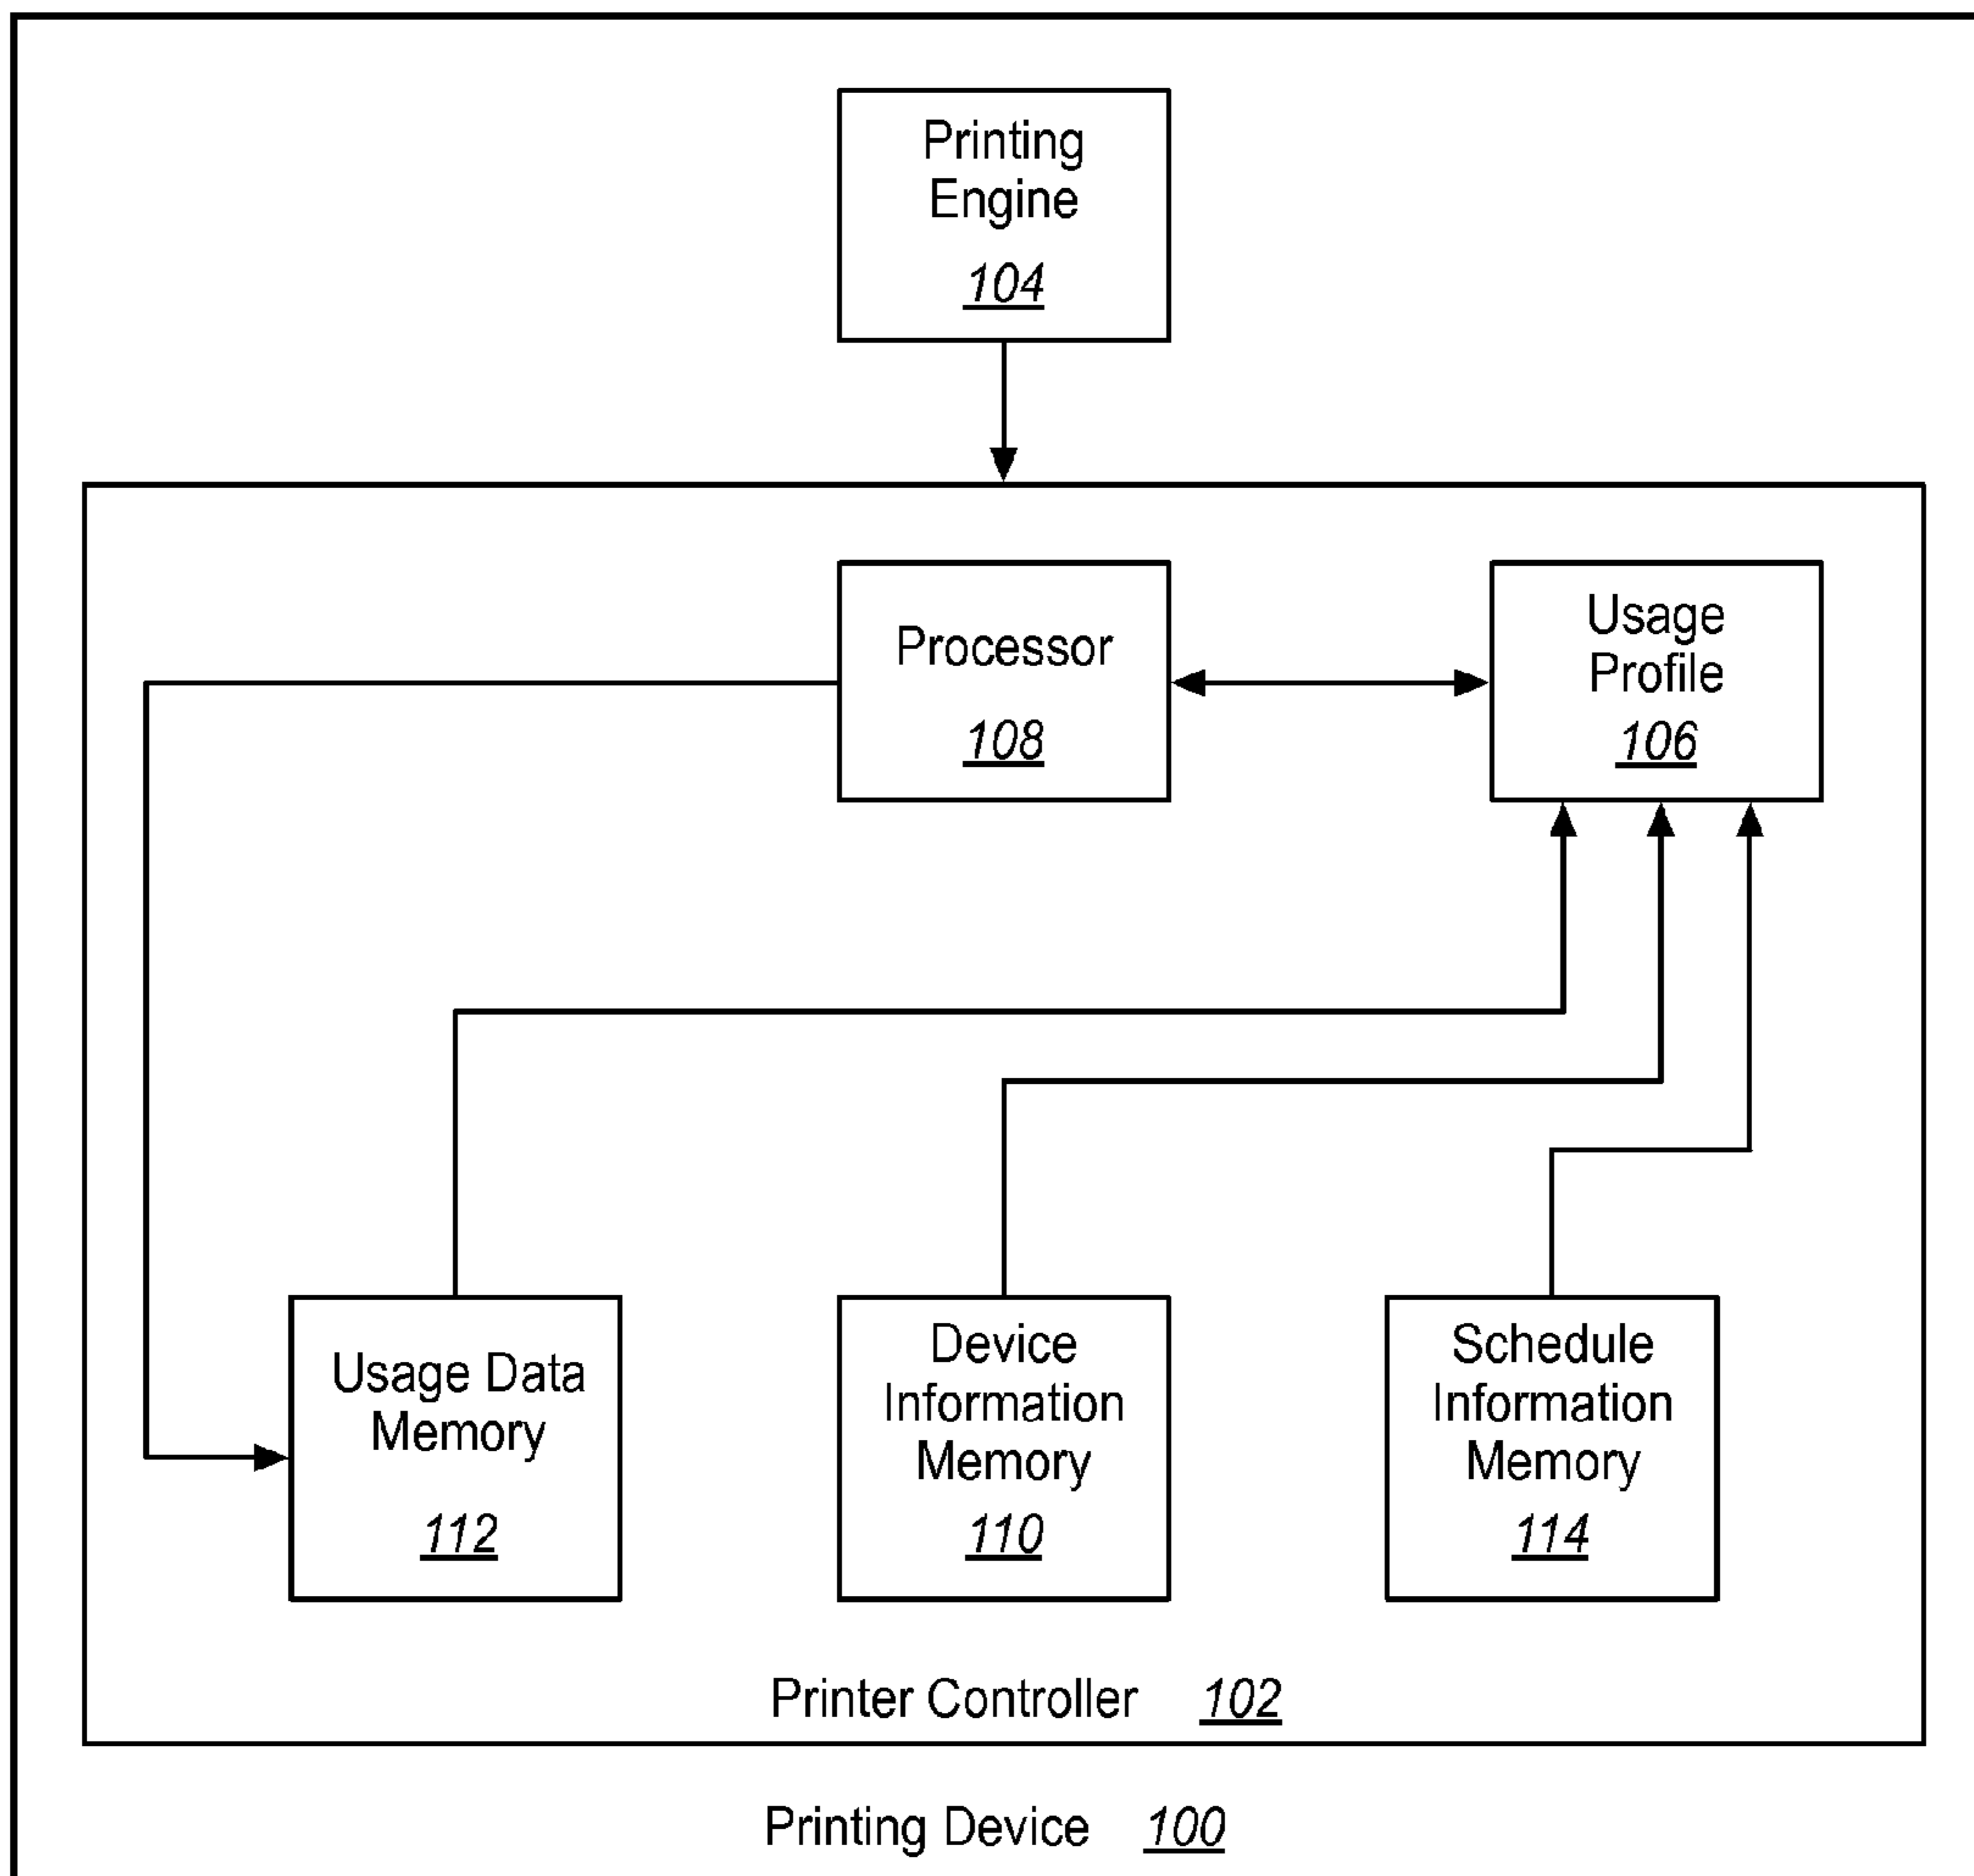 Printing
Engine
104
Processor
108
Usage
Profile
106
Usage Data
Memory
112
Device
Information
Memory
110
Schedule
Information
Memory
114
Printer Controller 102
Printing Device 100